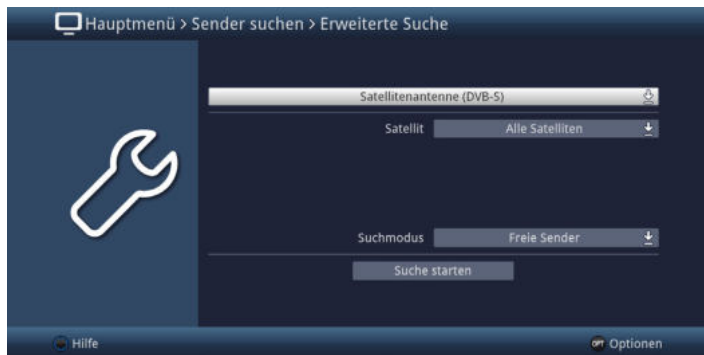 Hauptmenü > Sender suchen > Erweiterte Suche
Satellitenantenne (DVB-S)
Satellit Alle Satelliten
Suchmodus Freie Sender
Suche starten
Hilfe OPT Optionen